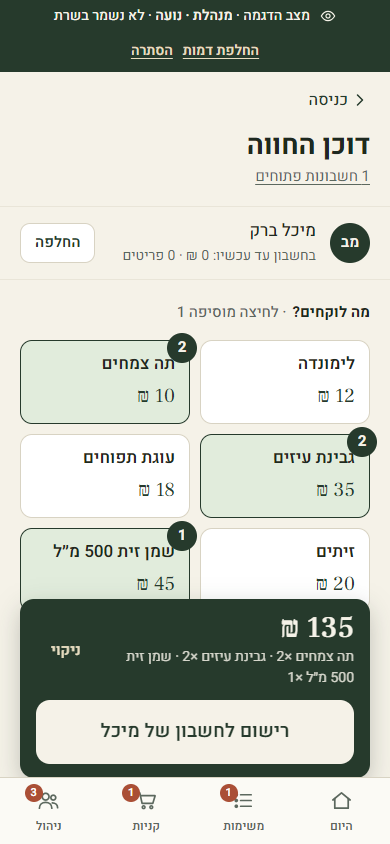 מצב הדגמה · מנהלת · נועה · לא נשמר בשרת
החלפת דמות הסתרה
כניסה
דוכן החווה
1 חשבונות פתוחים
מב
מיכל ברק
בחשבון עד עכשיו: 0 ₪ · 0 פריטים
החלפה
מה לוקחים? · לחיצה מוסיפה 1
לימונדה
12 ₪
2
תה צמחים
10 ₪
2
גבינת עיזים
35 ₪
עוגת תפוחים
18 ₪
זיתים
20 ₪
1
שמן זית 500 מ״ל
45 ₪
135 ₪
תה צמחים ×2 · גבינת עיזים ×2 · שמן זית
500 מ״ל ×1
ניקוי
רישום לחשבון של מיכל
היום
1
משימות
1
קניות
3
ניהול